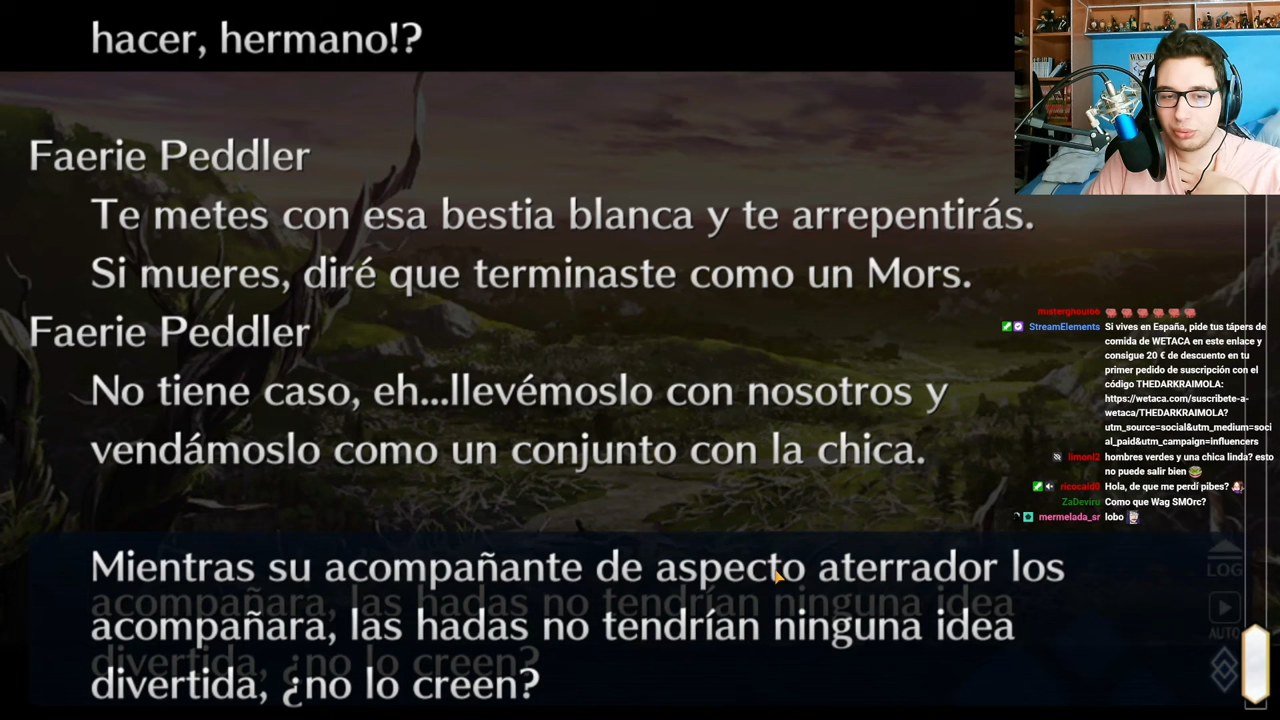 hacer, hermano!?
Faerie Peddler
Te metes con esa bestia blanca y te arrepentirás.
Si mueres, diré que terminaste como un Mors.
Faerie Peddler
No tiene caso, eh...llevémoslo con nosotros y
vendámoslo como un conjunto con la chica.
Mientras su acompañante de aspecto aterrador los
acompañara, las hadas no tendrían ninguna idea
divertida, ¿no lo creen?
WANTED
StreamElements Si vives en España, pide tus tápers de
comida de WETACA en este enlace y
consigue 20 € de descuento en tu
primer pedido de suscripción con el
código THEDARKRAIMOLA:
https://wetaca.com/suscribete-a-
wetaca/THEDARKRAIMOLA?
utm_source=social&utm_medium=soci
al_paid&utm_campaign=influencers
limonl2 hombres verdes y una chica linda? esto
no puede salir bien
ricocald0 Hola, de que me perdí pibes?
ZaDeviru Como que Wag SMOrc?
mermelada_sr lobo
LOG
AUTO